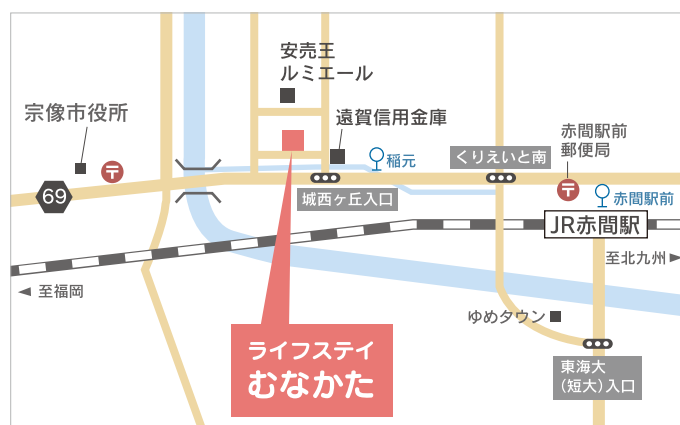 安売王
ルミエール
宗像市役所
遠賀信用金庫
赤間駅前
郵便局
稲元
くりえいと南
69
城西ヶ丘入口
赤間駅前
JR赤間駅
至北九州
至福岡
ゆめタウン
ライフステイ
むなかた
東海大
(短大)入口